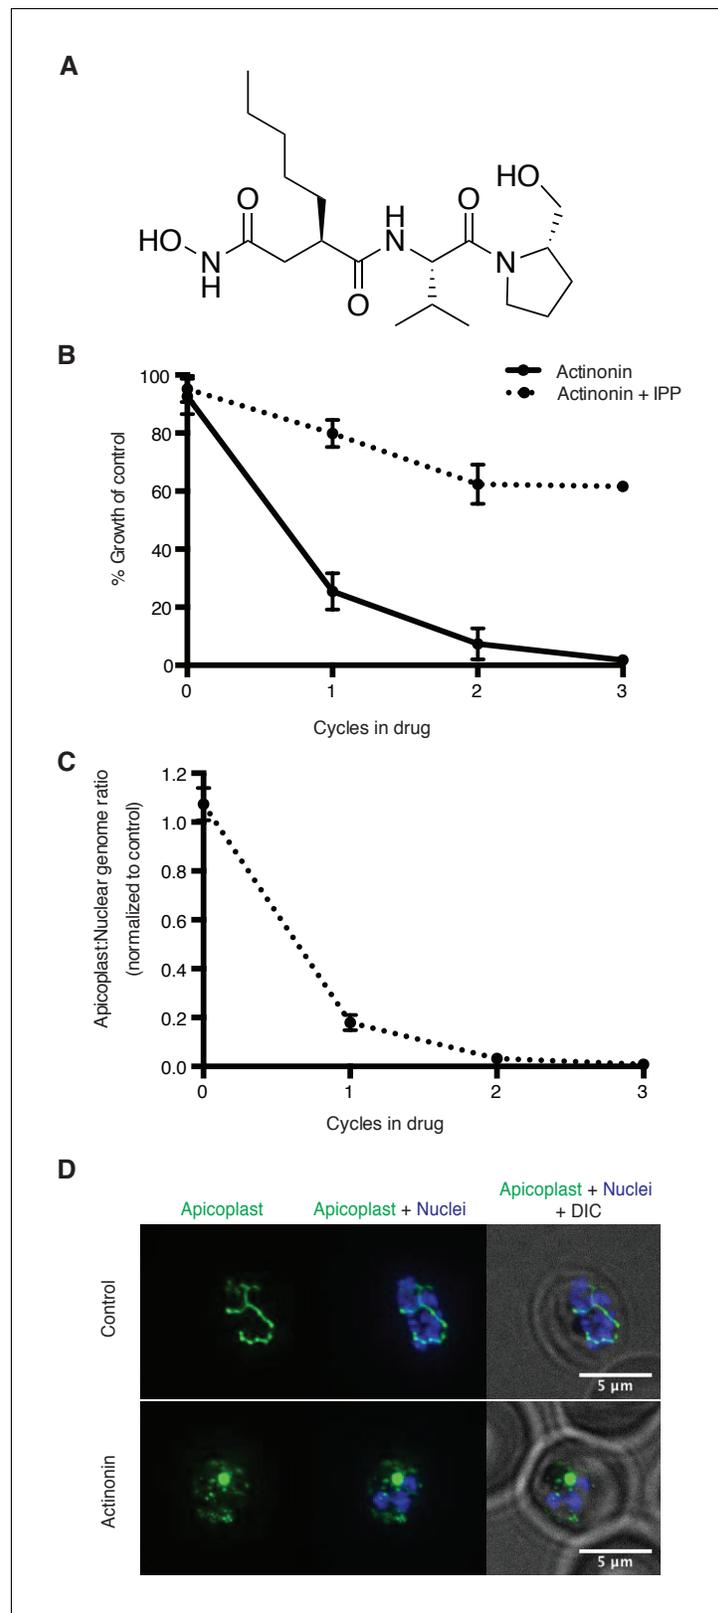 A
HO
N
H
O
O
H
N
O
N
HO
B
Actinonin
Actinonin + IPP
% Growth of control
100
80
60
40
20
0
0 1 2 3
Cycles in drug
C
Apicoplast:Nuclear genome ratio
(normalized to control)
1.2
1.0
0.8
0.6
0.4
0.2
0.0
0 1 2 3
Cycles in drug
D
Apicoplast
Apicoplast + Nuclei
Apicoplast + Nuclei
+ DIC
Control
5 µm
Actinonin
5 µm